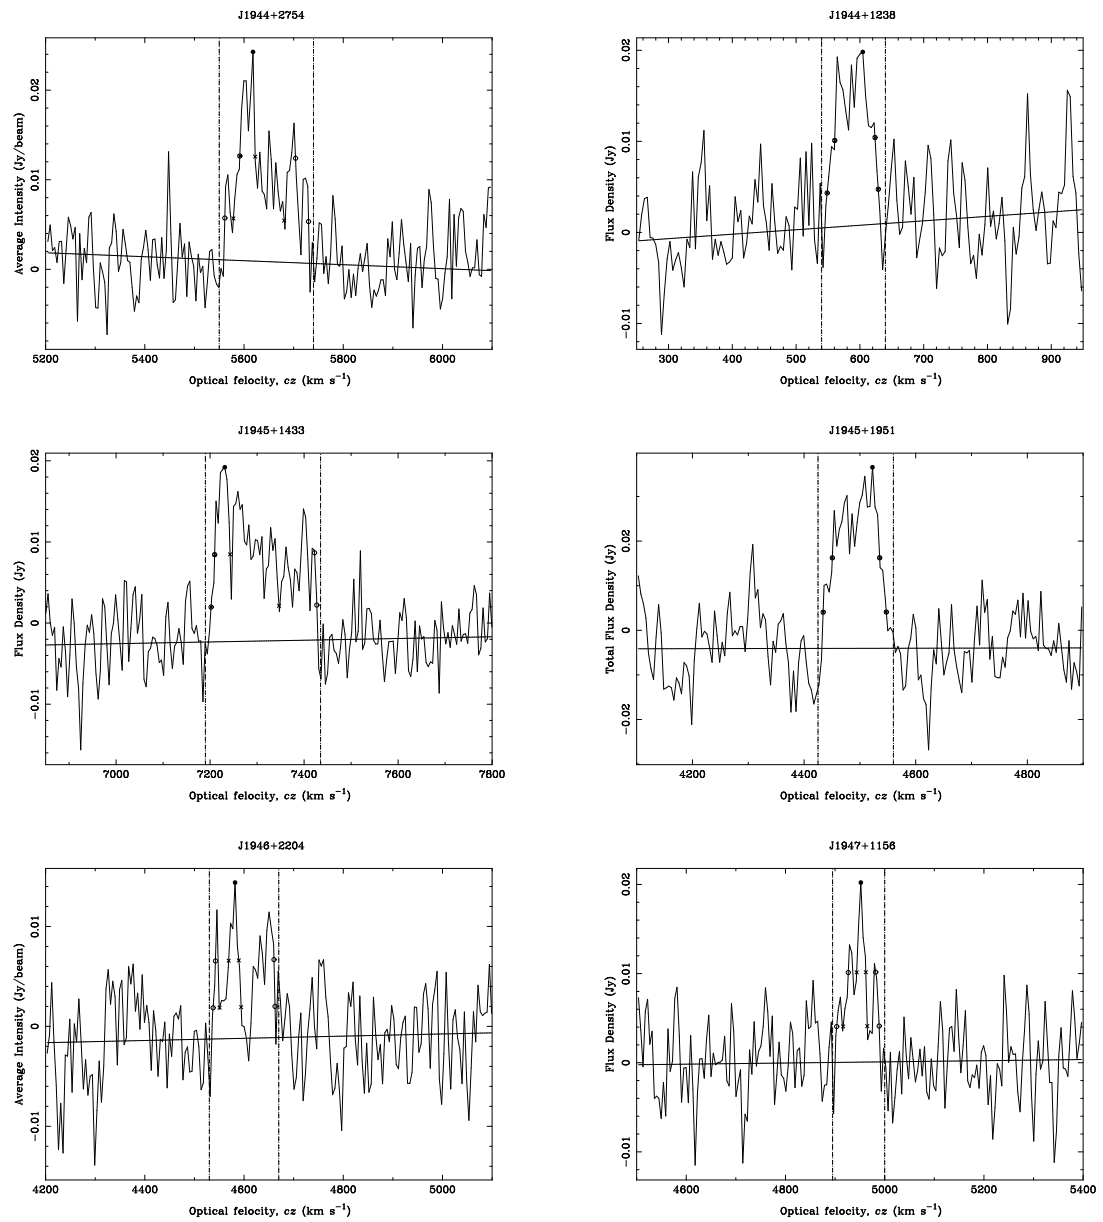 J1944+2754
Average Intensity (Jy/beam)
0.02
0.01
0
5200 5400 5600 5800 6000
Optical felocity, cz (km s⁻¹)
J1944+1238
Flux Density (Jy)
0.02
0.01
0
−0.01
300 400 500 600 700 800 900
Optical felocity, cz (km s⁻¹)
J1945+1433
Flux Density (Jy)
0.02
0.01
0
−0.01
7000 7200 7400 7600 7800
Optical felocity, cz (km s⁻¹)
J1945+1951
Total Flux Density (Jy)
0.02
0
−0.02
4200 4400 4600 4800
Optical felocity, cz (km s⁻¹)
J1946+2204
Average Intensity (Jy/beam)
0.01
0
−0.01
4200 4400 4600 4800 5000
Optical felocity, cz (km s⁻¹)
J1947+1156
Flux Density (Jy)
0.02
0.01
0
−0.01
4600 4800 5000 5200 5400
Optical felocity, cz (km s⁻¹)